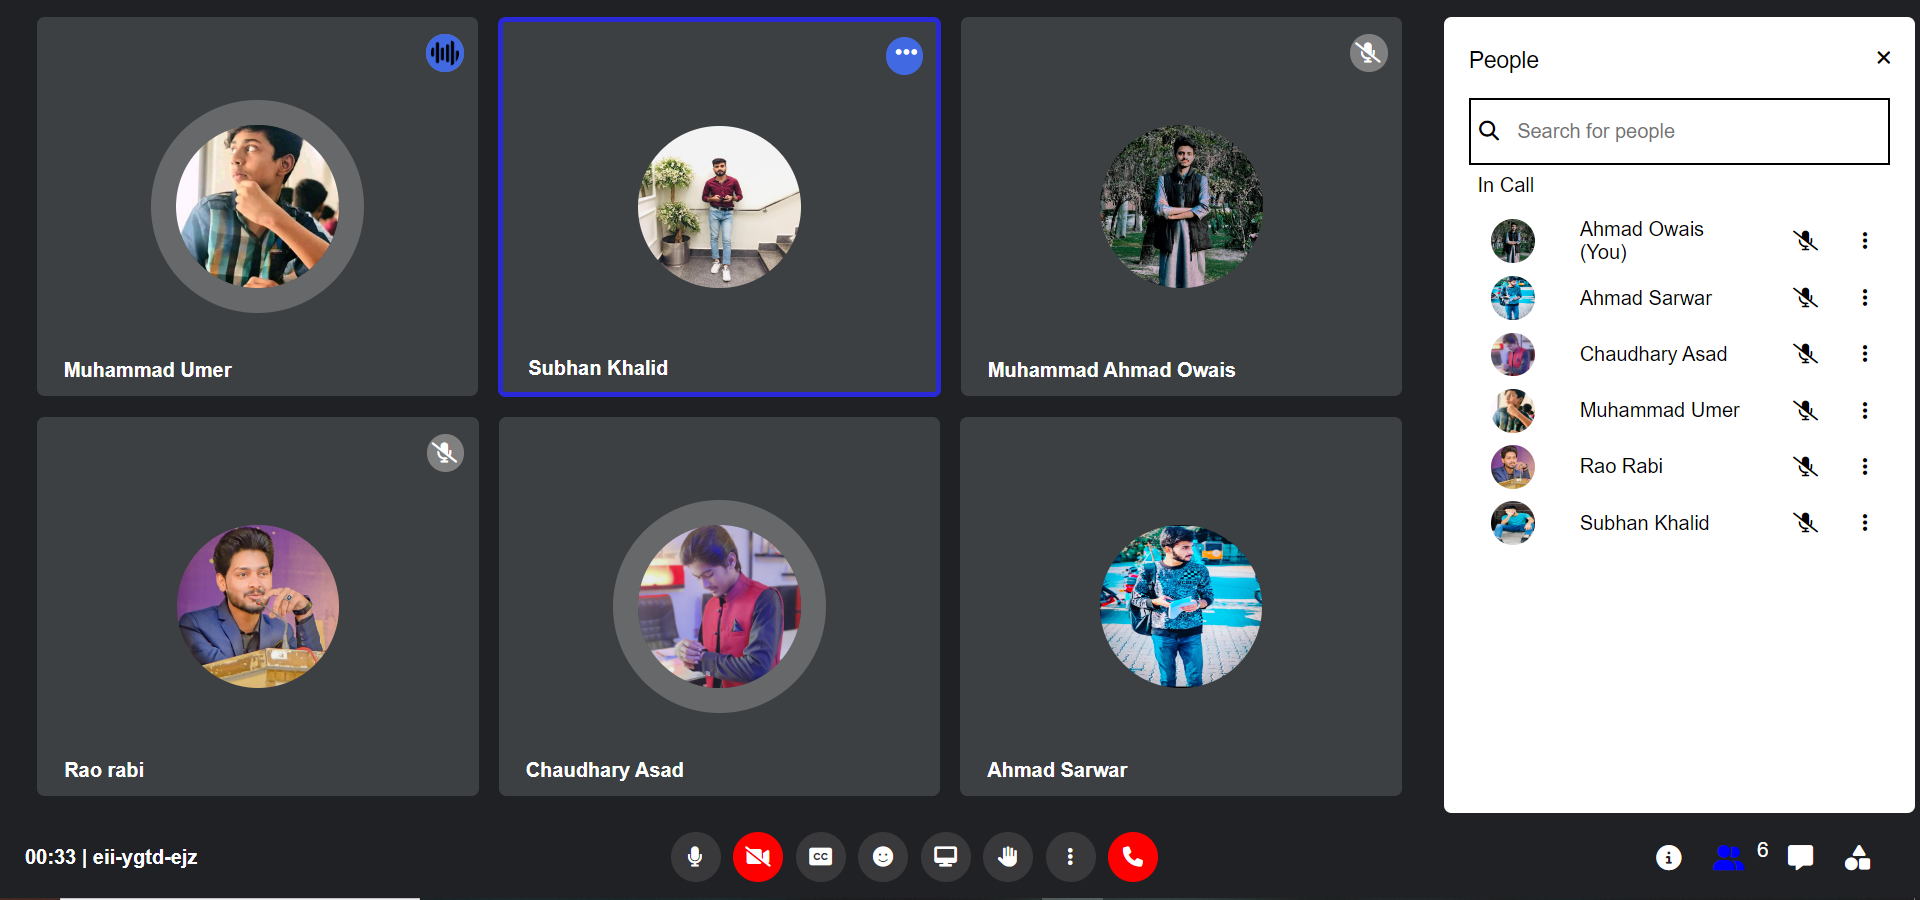 Muhammad Umer
Subhan Khalid
Muhammad Ahmad Owais
Rao rabi
Chaudhary Asad
Ahmad Sarwar
People
Search for people
In Call
Ahmad Owais
(You)
Ahmad Sarwar
Chaudhary Asad
Muhammad Umer
Rao Rabi
Subhan Khalid
00:33 | eii-ygtd-ejz
CC
6